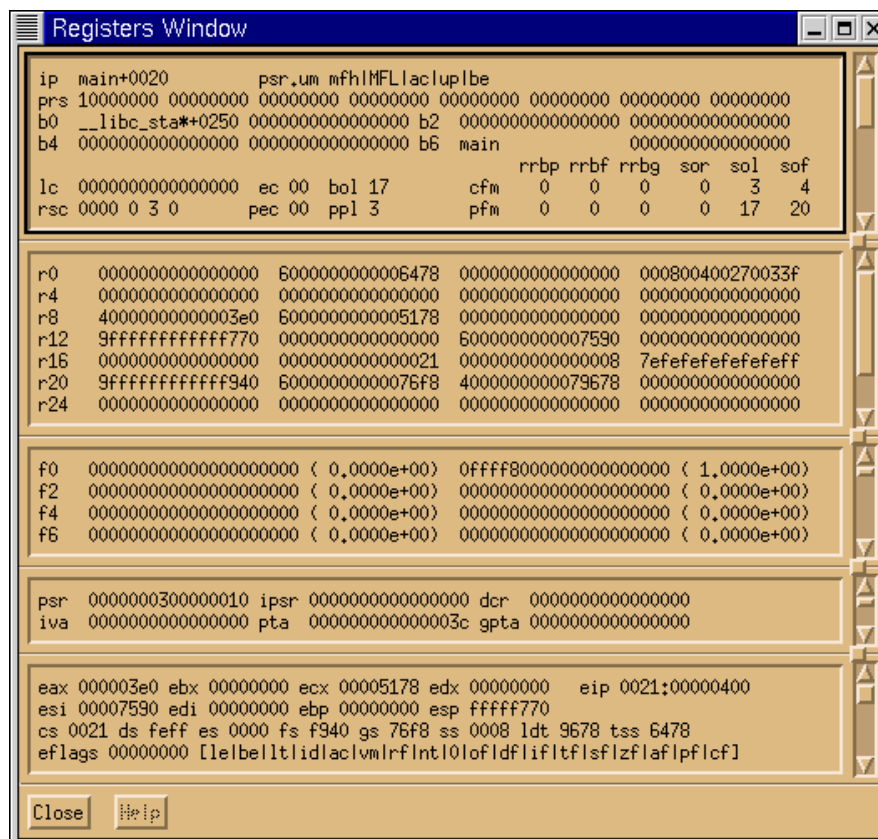 Registers Window
ip main+0020 psr.um mfh|MFL|ac|up|be
prs 10000000 00000000 00000000 00000000 00000000 00000000 00000000 00000000
b0 __libc_sta*+0250 0000000000000000 b2 0000000000000000 0000000000000000
b4 0000000000000000 0000000000000000 b6 main 0000000000000000
rrbp rrbf rrbg sor sol sof
lc 0000000000000000 ec 00 bol 17 cfm 0 0 0 0 3 4
rsc 0000 0 3 0 pec 00 ppl 3 pfm 0 0 0 0 17 20
r0 0000000000000000 6000000000006478 0000000000000000 000800400270033f
r4 0000000000000000 0000000000000000 0000000000000000 0000000000000000
r8 40000000000003e0 6000000000005178 0000000000000000 0000000000000000
r12 9ffffffffffff770 0000000000000000 6000000000007590 0000000000000000
r16 0000000000000000 0000000000000021 0000000000000008 7efefefefefefeff
r20 9ffffffffffff940 60000000000076f8 4000000000079678 0000000000000000
r24 0000000000000000 0000000000000000 0000000000000000 0000000000000000
f0 000000000000000000000 ( 0.0000e+00) 0ffff8000000000000000 ( 1.0000e+00)
f2 000000000000000000000 ( 0.0000e+00) 000000000000000000000 ( 0.0000e+00)
f4 000000000000000000000 ( 0.0000e+00) 000000000000000000000 ( 0.0000e+00)
f6 000000000000000000000 ( 0.0000e+00) 000000000000000000000 ( 0.0000e+00)
psr 0000000300000010 ipsr 0000000000000000 dcr 0000000000000000
iva 0000000000000000 pta 000000000000003c gpta 0000000000000000
eax 000003e0 ebx 00000000 ecx 00005178 edx 00000000 eip 0021:00000400
esi 00007590 edi 00000000 ebp 00000000 esp fffff770
cs 0021 ds feff es 0000 fs f940 gs 76f8 ss 0008 ldt 9678 tss 6478
eflags 00000000 [le|be|lt|id|ac|vm|rf|nt|0|of|df|if|tf|sf|zf|af|pf|cf]
Close Help